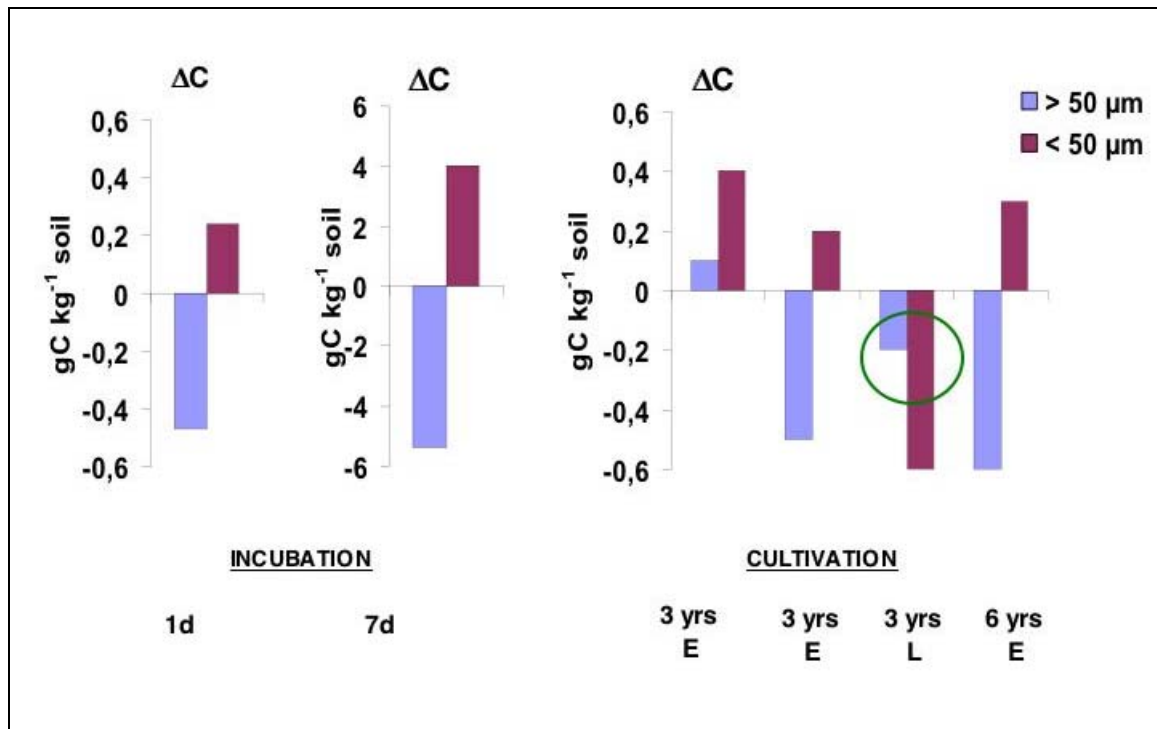 ΔC
0,6
0,4
0,2
0
-0,2
-0,4
-0,6
gC kg⁻¹ soil
ΔC
6
4
2
0
-2
-4
-6
gC kg⁻¹ soil
ΔC
0,6
0,4
0,2
0
-0,2
-0,4
-0,6
gC kg⁻¹ soil
> 50 µm
< 50 µm
INCUBATION
1d 7d
CULTIVATION
3 yrs 3 yrs 3 yrs 6 yrs
E E L E